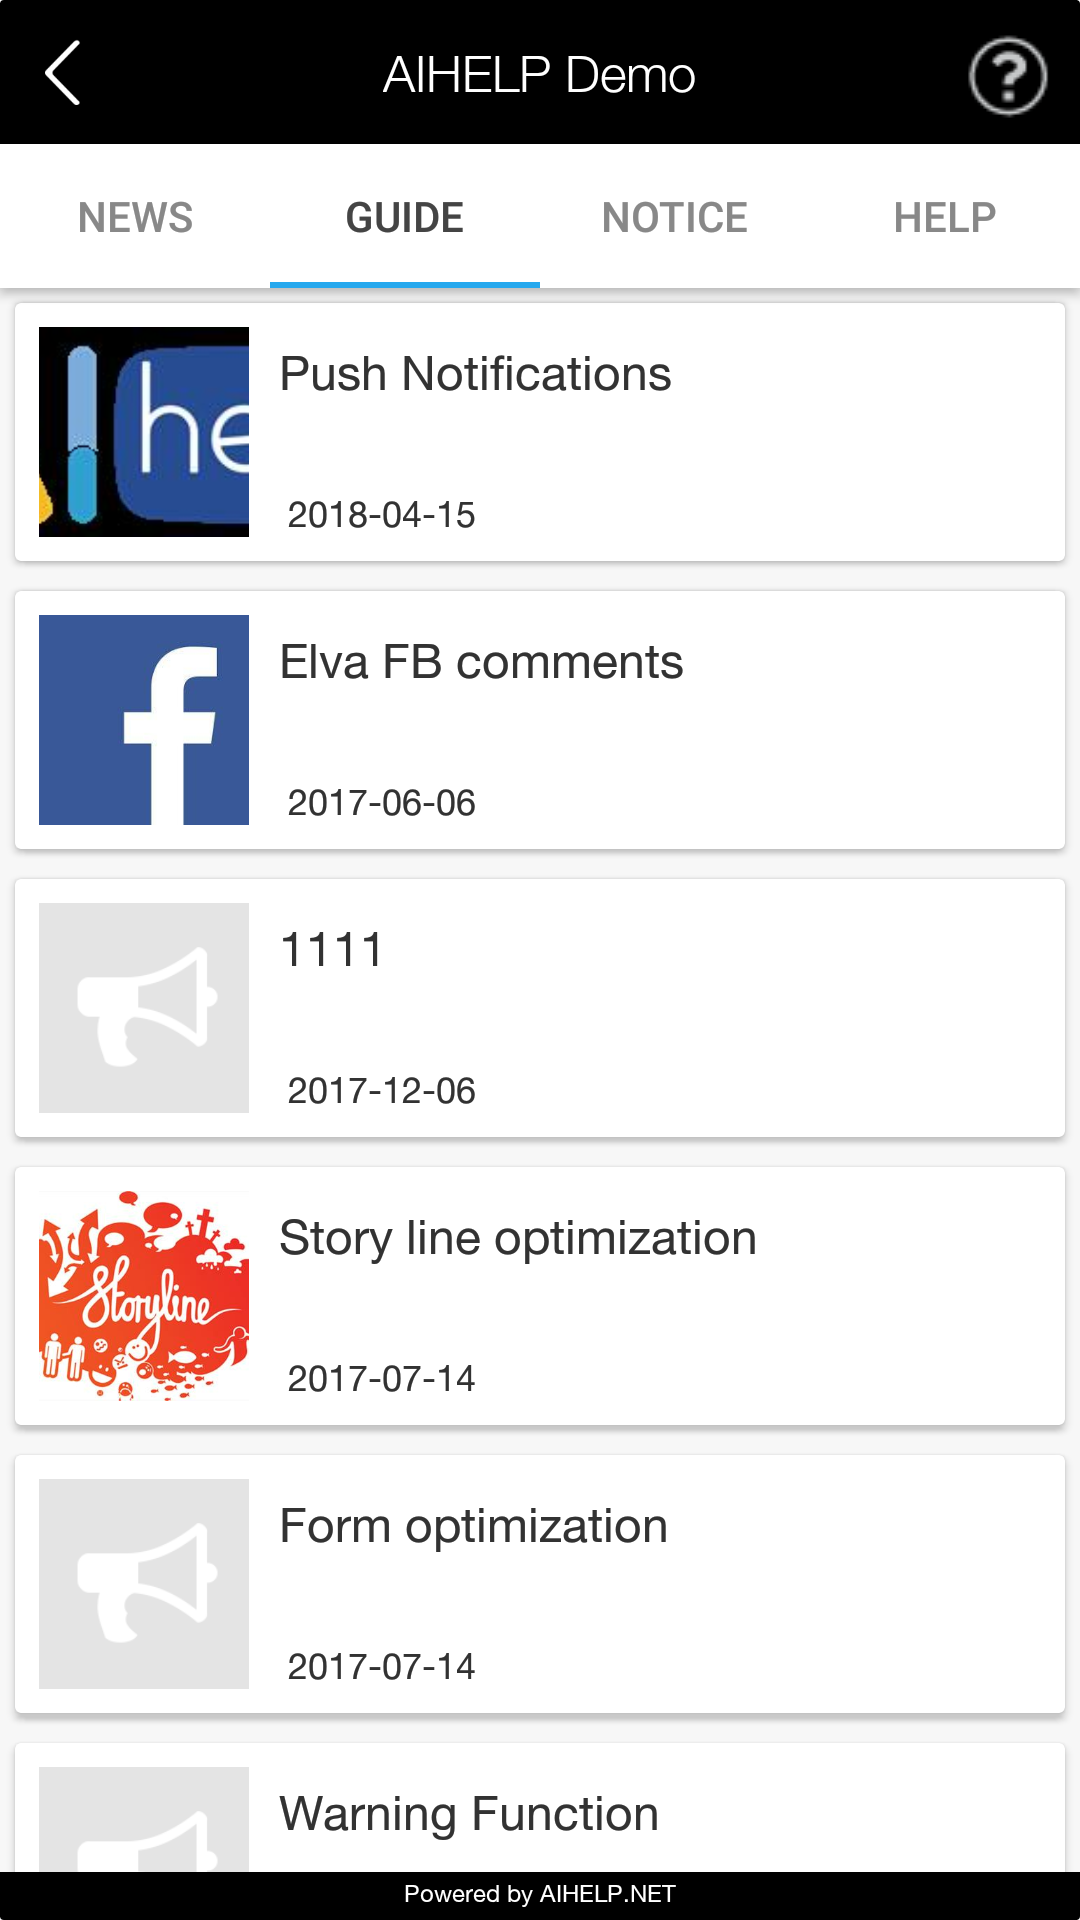 AIHELP Demo
?
NEWS GUIDE NOTICE HELP
he
Push Notifications
2018-04-15
f
Elva FB comments
2017-06-06
1111
2017-12-06
Storyline
Story line optimization
2017-07-14
Form optimization
2017-07-14
Warning Function
Powered by AIHELP.NET